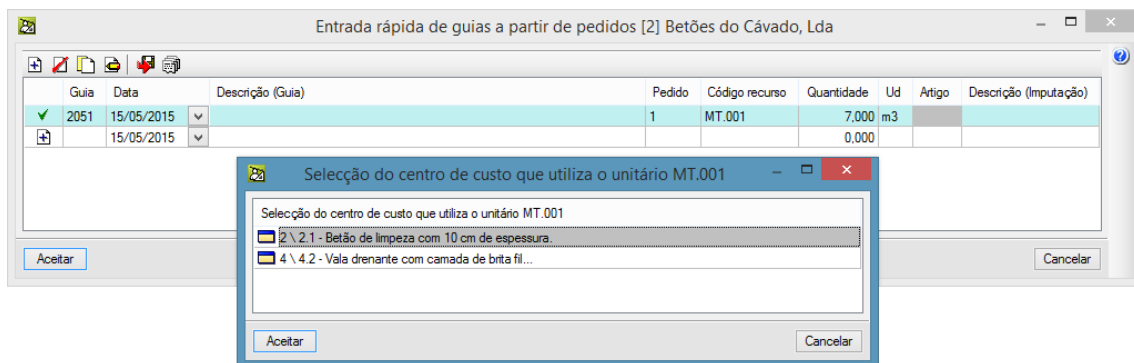 Entrada rápida de guias a partir de pedidos [2] Betões do Cávado, Lda
Guia Data Descrição (Guia) Pedido Código recurso Quantidade Ud Artigo Descrição (Imputação)
2051 15/05/2015 1 MT.001 7,000 m3
15/05/2015 0,000
Selecção do centro de custo que utiliza o unitário MT.001
Selecção do centro de custo que utiliza o unitário MT.001
2 \ 2.1 - Betão de limpeza com 10 cm de espessura.
4 \ 4.2 - Vala drenante com camada de brita fil...
Aceitar Cancelar
Aceitar Cancelar